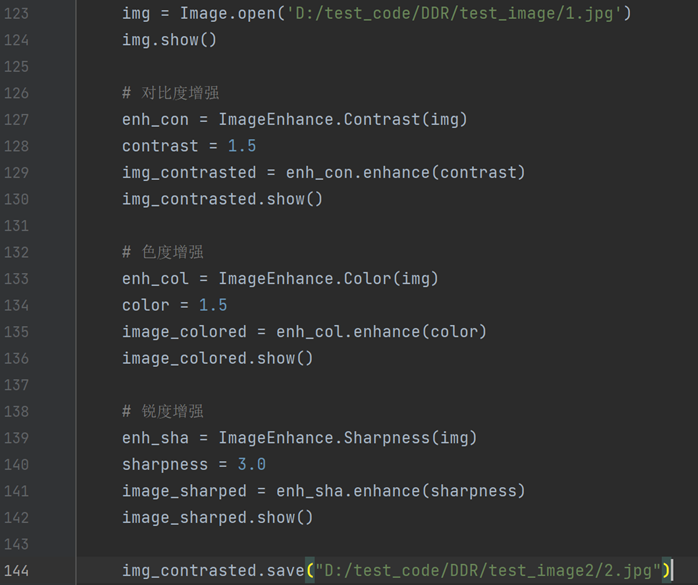 123 img = Image.open('D:/test_code/DDR/test_image/1.jpg')
124 img.show()
125
126 # 对比度增强
127 enh_con = ImageEnhance.Contrast(img)
128 contrast = 1.5
129 img_contrasted = enh_con.enhance(contrast)
130 img_contrasted.show()
131
132 # 色度增强
133 enh_col = ImageEnhance.Color(img)
134 color = 1.5
135 image_colored = enh_col.enhance(color)
136 image_colored.show()
137
138 # 锐度增强
139 enh_sha = ImageEnhance.Sharpness(img)
140 sharpness = 3.0
141 image_sharped = enh_sha.enhance(sharpness)
142 image_sharped.show()
143
144 img_contrasted.save("D:/test_code/DDR/test_image2/2.jpg")